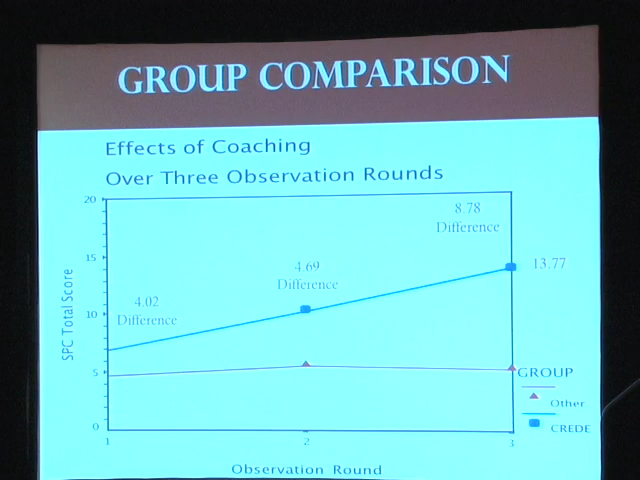 GROUP COMPARISON
Effects of Coaching
Over Three Observation Rounds
20
15
10
5
0
SPC Total Score
8.78
Difference
4.69
Difference
4.02
Difference
13.77
GROUP
Other
CREDE
1
2
3
Observation Round